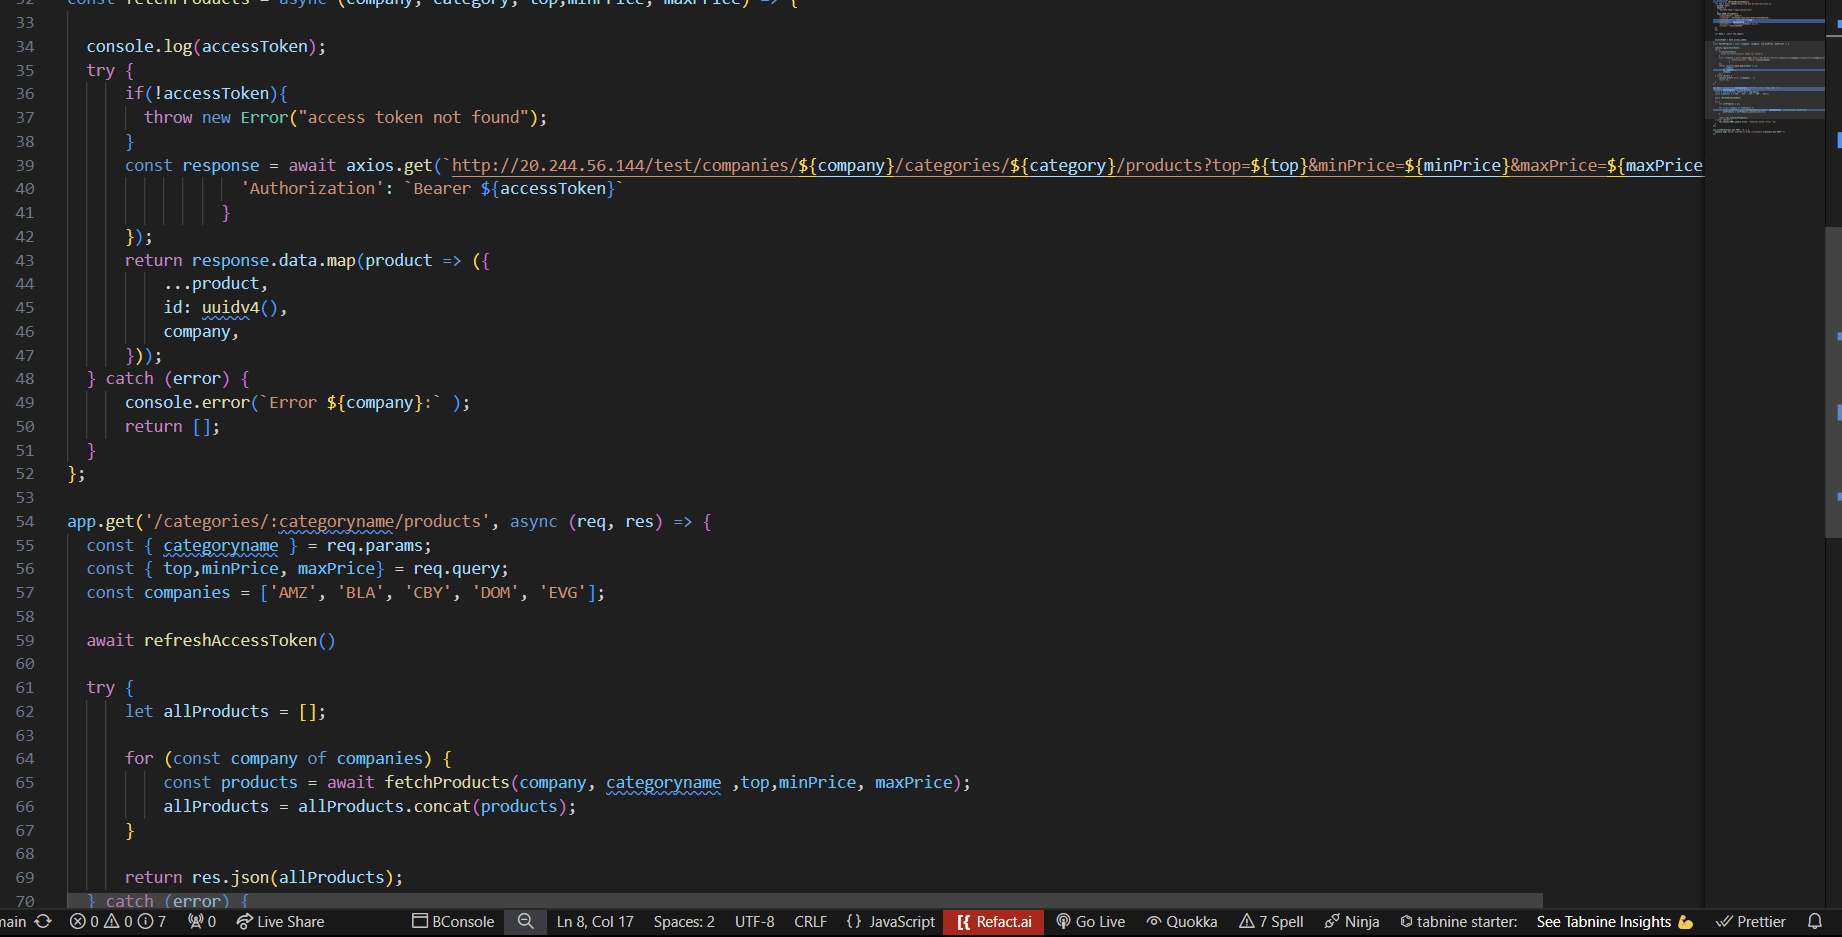 32 const fetchProducts = async (company, category, top,minPrice, maxPrice) => {
33
34 console.log(accessToken);
35 try {
36 if(!accessToken){
37 throw new Error("access token not found");
38 }
39 const response = await axios.get(`http://20.244.56.144/test/companies/${company}/categories/${category}/products?top=${top}&minPrice=${minPrice}&maxPrice=${maxPrice
40 'Authorization': `Bearer ${accessToken}`
41 }
42 });
43 return response.data.map(product => ({
44 ...product,
45 id: uuidv4(),
46 company,
47 }));
48 } catch (error) {
49 console.error(`Error ${company}:` );
50 return [];
51 }
52 };
53
54 app.get('/categories/:categoryname/products', async (req, res) => {
55 const { categoryname } = req.params;
56 const { top,minPrice, maxPrice} = req.query;
57 const companies = ['AMZ', 'BLA', 'CBY', 'DOM', 'EVG'];
58
59 await refreshAccessToken()
60
61 try {
62 let allProducts = [];
63
64 for (const company of companies) {
65 const products = await fetchProducts(company, categoryname ,top,minPrice, maxPrice);
66 allProducts = allProducts.concat(products);
67 }
68
69 return res.json(allProducts);
70 } catch (error) {
main 0 0 7 0 Live Share BConsole Ln 8, Col 17 Spaces: 2 UTF-8 CRLF {} JavaScript Refact.ai Go Live Quokka 7 Spell Ninja tabnine starter: See Tabnine Insights 💪 Prettier